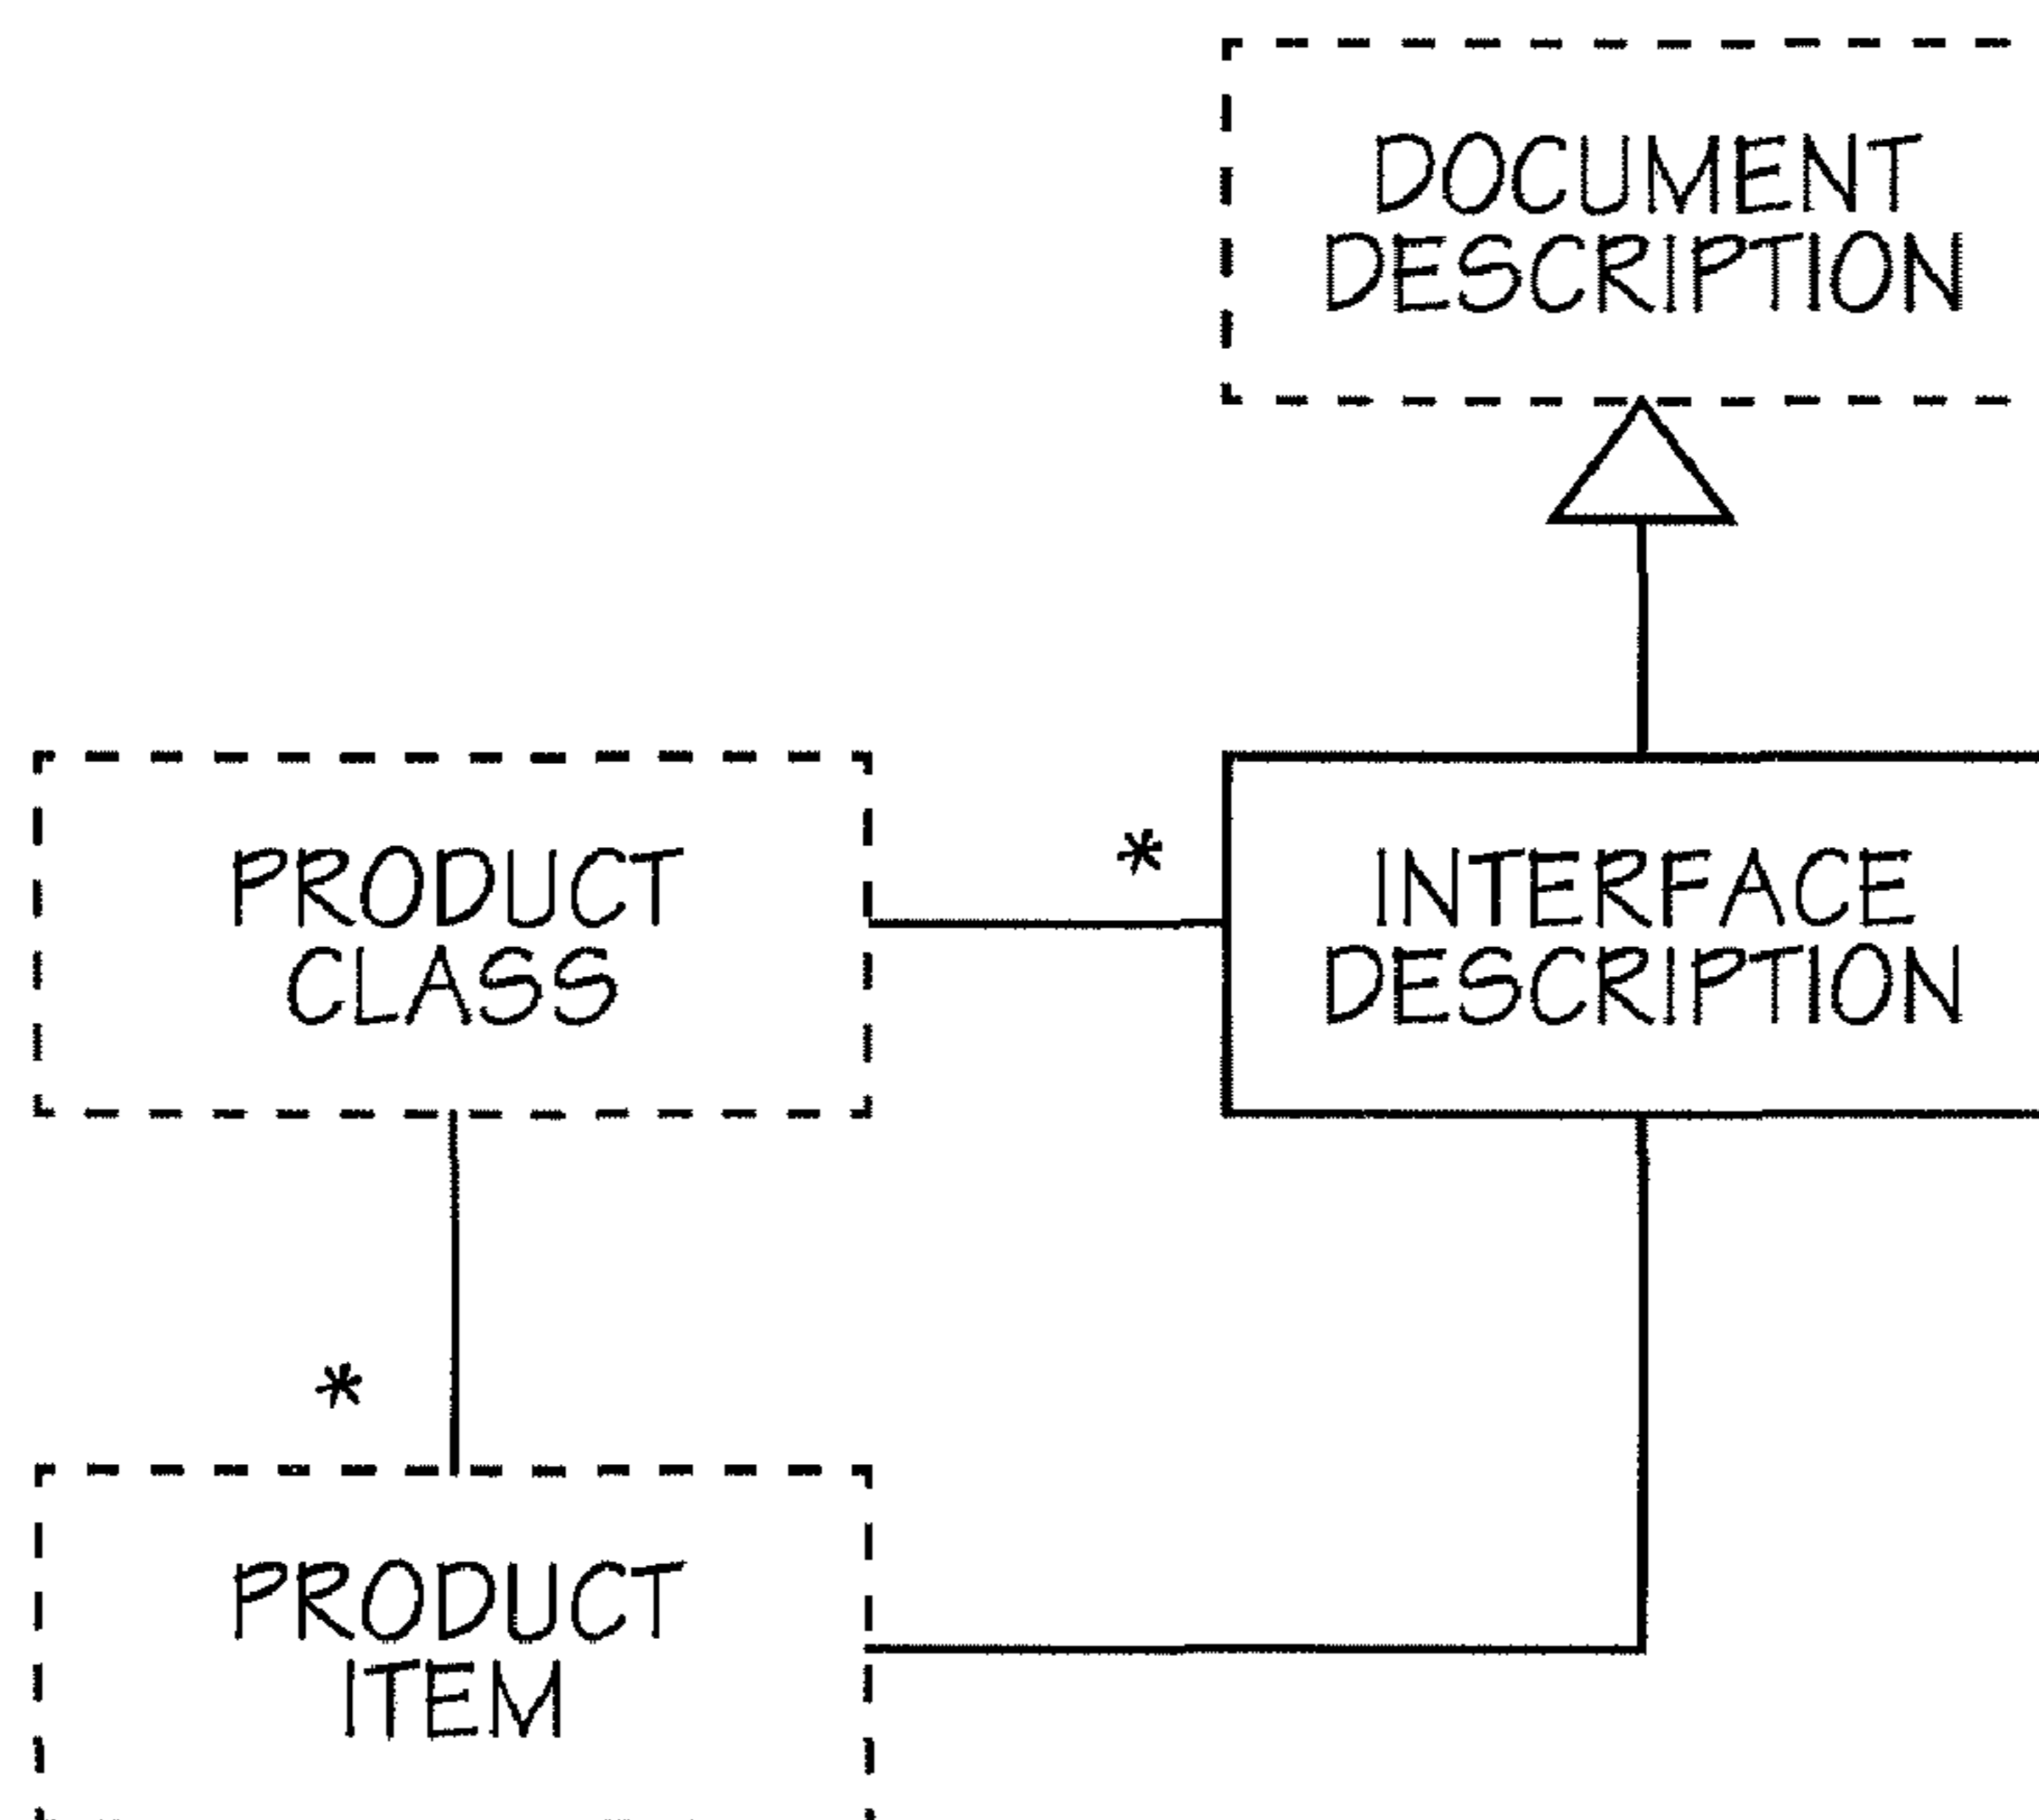 DOCUMENT
DESCRIPTION
PRODUCT
CLASS
*
INTERFACE
DESCRIPTION
*
PRODUCT
ITEM